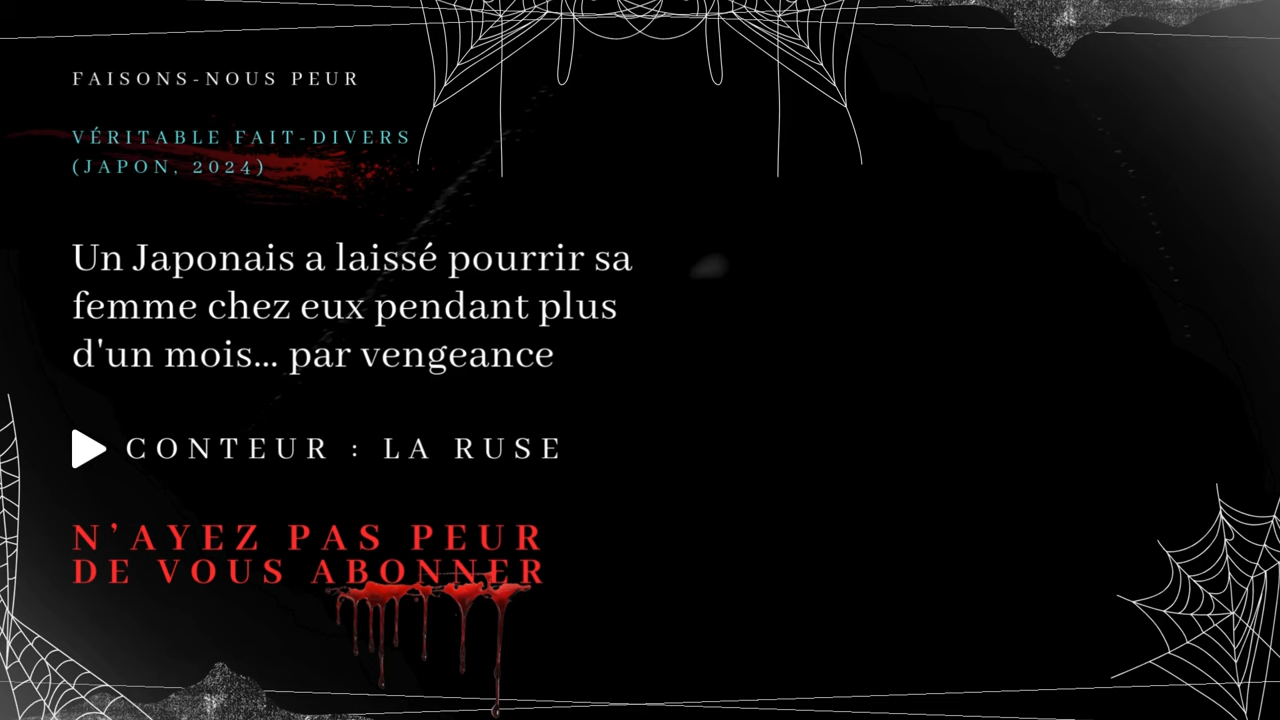 FAISONS-NOUS PEUR
VÉRITABLE FAIT-DIVERS
(JAPON, 2024)
Un Japonais a laissé pourrir sa
femme chez eux pendant plus
d'un mois... par vengeance
CONTEUR : LA RUSE
N’AYEZ PAS PEUR
DE VOUS ABONNER